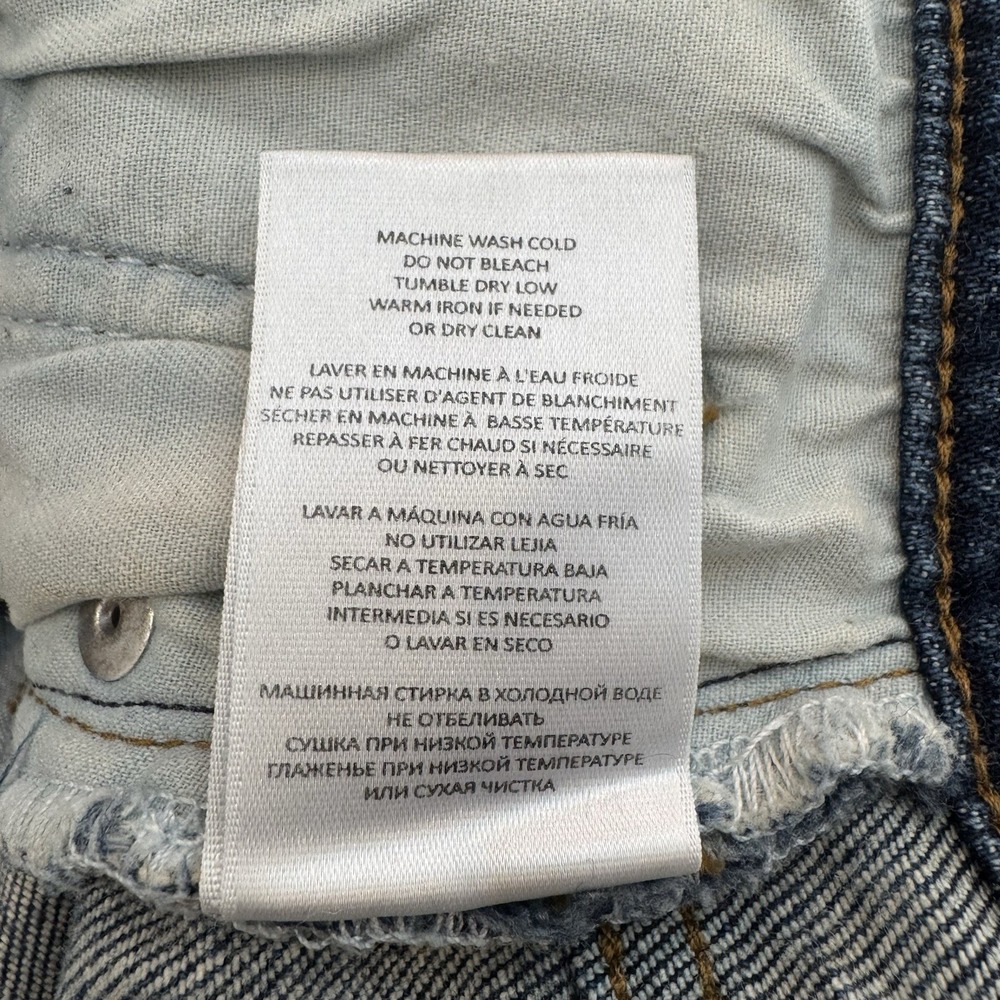 MACHINE WASH COLD
DO NOT BLEACH
TUMBLE DRY LOW
WARM IRON IF NEEDED
OR DRY CLEAN
LAVER EN MACHINE À L'EAU FROIDE
NE PAS UTILISER D'AGENT DE BLANCHIMENT
SÉCHER EN MACHINE À BASSE TEMPÉRATURE
REPASSER À FER CHAUD SI NÉCESSAIRE
OU NETTOYER À SEC
LAVAR A MÁQUINA CON AGUA FRÍA
NO UTILIZAR LEJIA
SECAR A TEMPERATURA BAJA
PLANCHAR A TEMPERATURA
INTERMEDIA SI ES NECESARIO
O LAVAR EN SECO
МАШИННАЯ СТИРКА В ХОЛОДНОЙ ВОДЕ
НЕ ОТБЕЛИВАТЬ
СУШКА ПРИ НИЗКОЙ ТЕМПЕРАТУРЕ
ГЛАЖЕНЬЕ ПРИ НИЗКОЙ ТЕМПЕРАТУРЕ
ИЛИ СУХАЯ ЧИСТКА